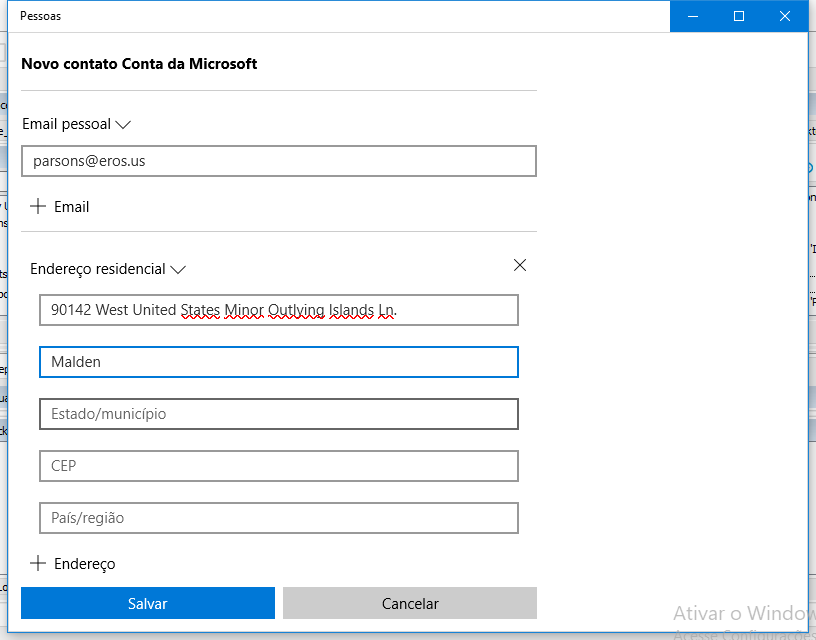 Pessoas
Novo contato Conta da Microsoft
Email pessoal
parsons@eros.us
Email
Endereço residencial
90142 West United States Minor Outlying Islands Ln.
Malden
Estado/município
CEP
País/região
Endereço
Salvar
Cancelar
Ativar o Window
Acesse Configurações